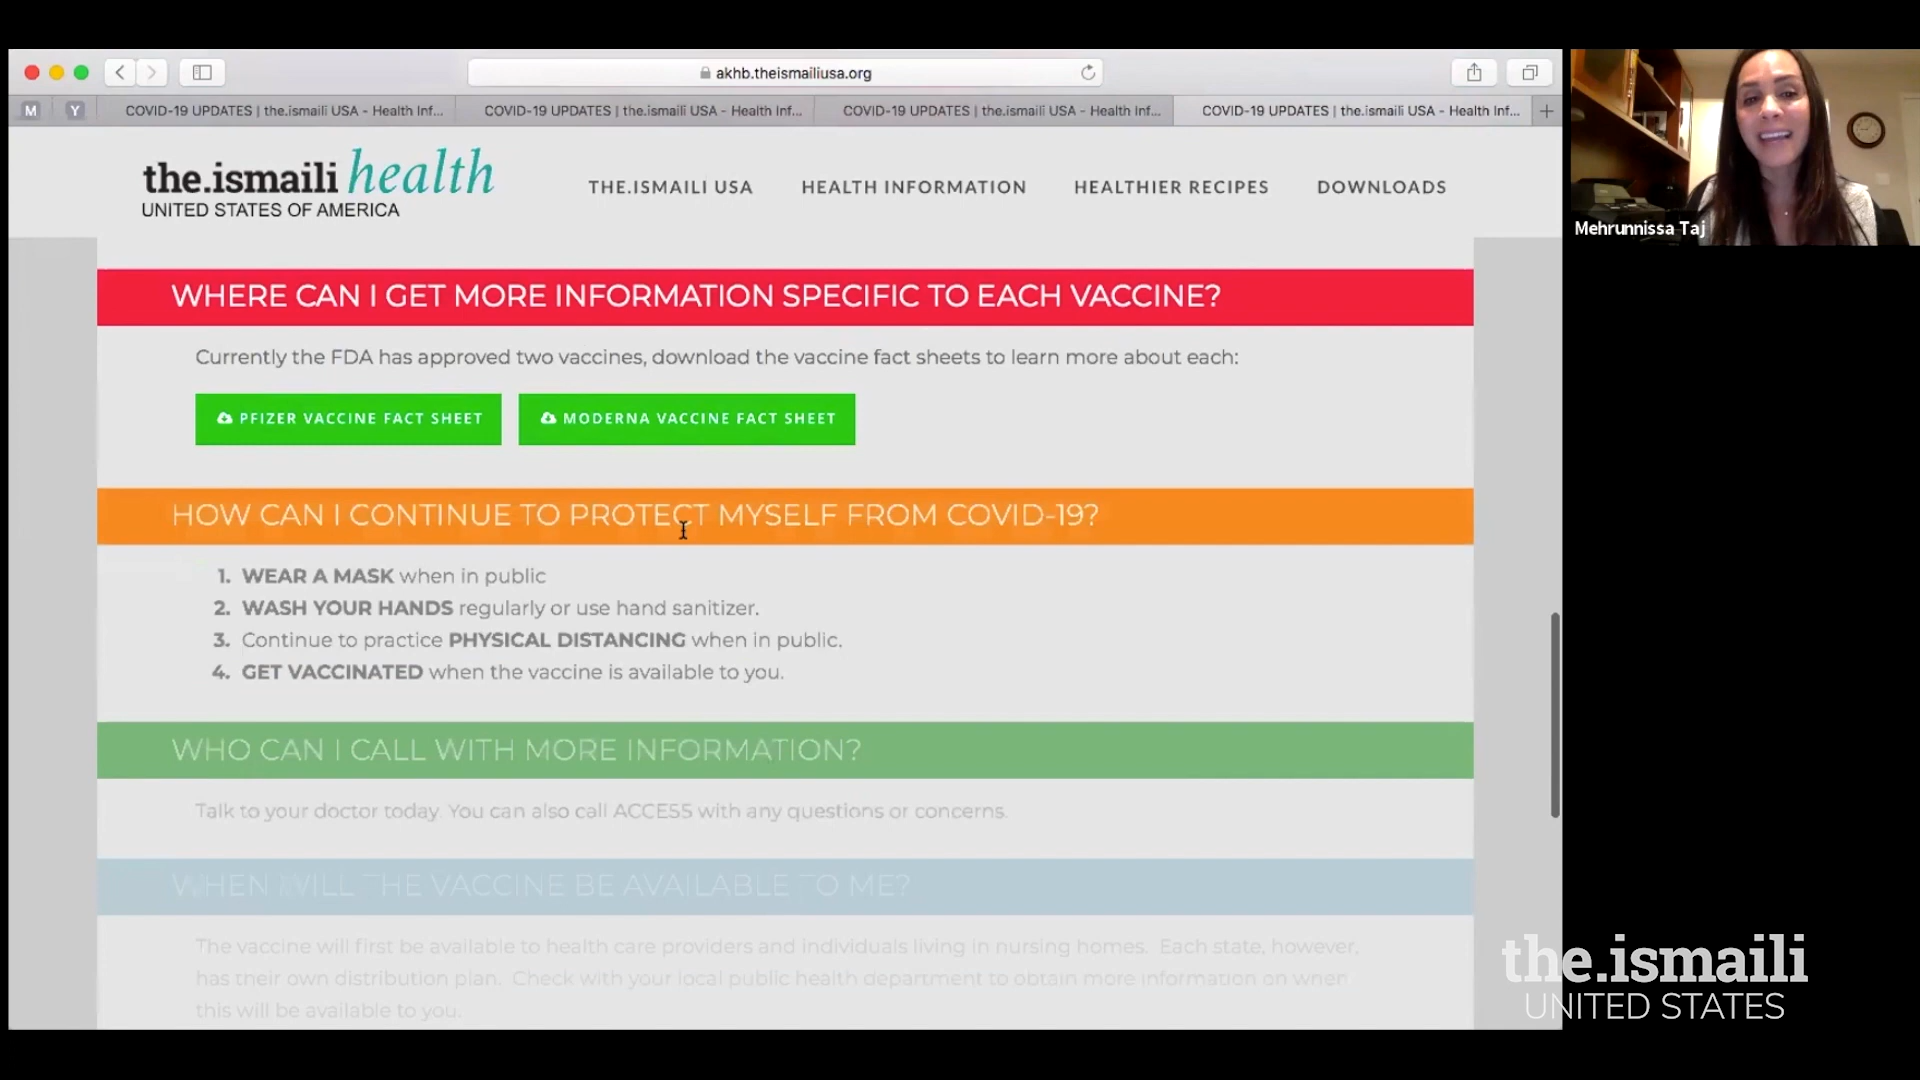 akhb.theismailiusa.org
M
Y
COVID-19 UPDATES | the.ismaili USA - Health Inf...
COVID-19 UPDATES | the.ismaili USA - Health Inf...
COVID-19 UPDATES | the.ismaili USA - Health Inf...
COVID-19 UPDATES | the.ismaili USA - Health Inf...
the.ismaili health
UNITED STATES OF AMERICA
THE.ISMAILI USA
HEALTH INFORMATION
HEALTHIER RECIPES
DOWNLOADS
Mehrunnissa Taj
WHERE CAN I GET MORE INFORMATION SPECIFIC TO EACH VACCINE?
Currently the FDA has approved two vaccines, download the vaccine fact sheets to learn more about each:
PFIZER VACCINE FACT SHEET
MODERNA VACCINE FACT SHEET
HOW CAN I CONTINUE TO PROTECT MYSELF FROM COVID-19?
1. WEAR A MASK when in public
2. WASH YOUR HANDS regularly or use hand sanitizer.
3. Continue to practice PHYSICAL DISTANCING when in public.
4. GET VACCINATED when the vaccine is available to you.
WHO CAN I CALL WITH MORE INFORMATION?
Talk to your doctor today. You can also call ACCESS with any questions or concerns.
WHEN WILL THE VACCINE BE AVAILABLE TO ME?
The vaccine will first be available to health care providers and individuals living in nursing homes. Each state, however,
has their own distribution plan. Check with your local public health department to obtain more information on when
this will be available to you.
the.ismaili
UNITED STATES